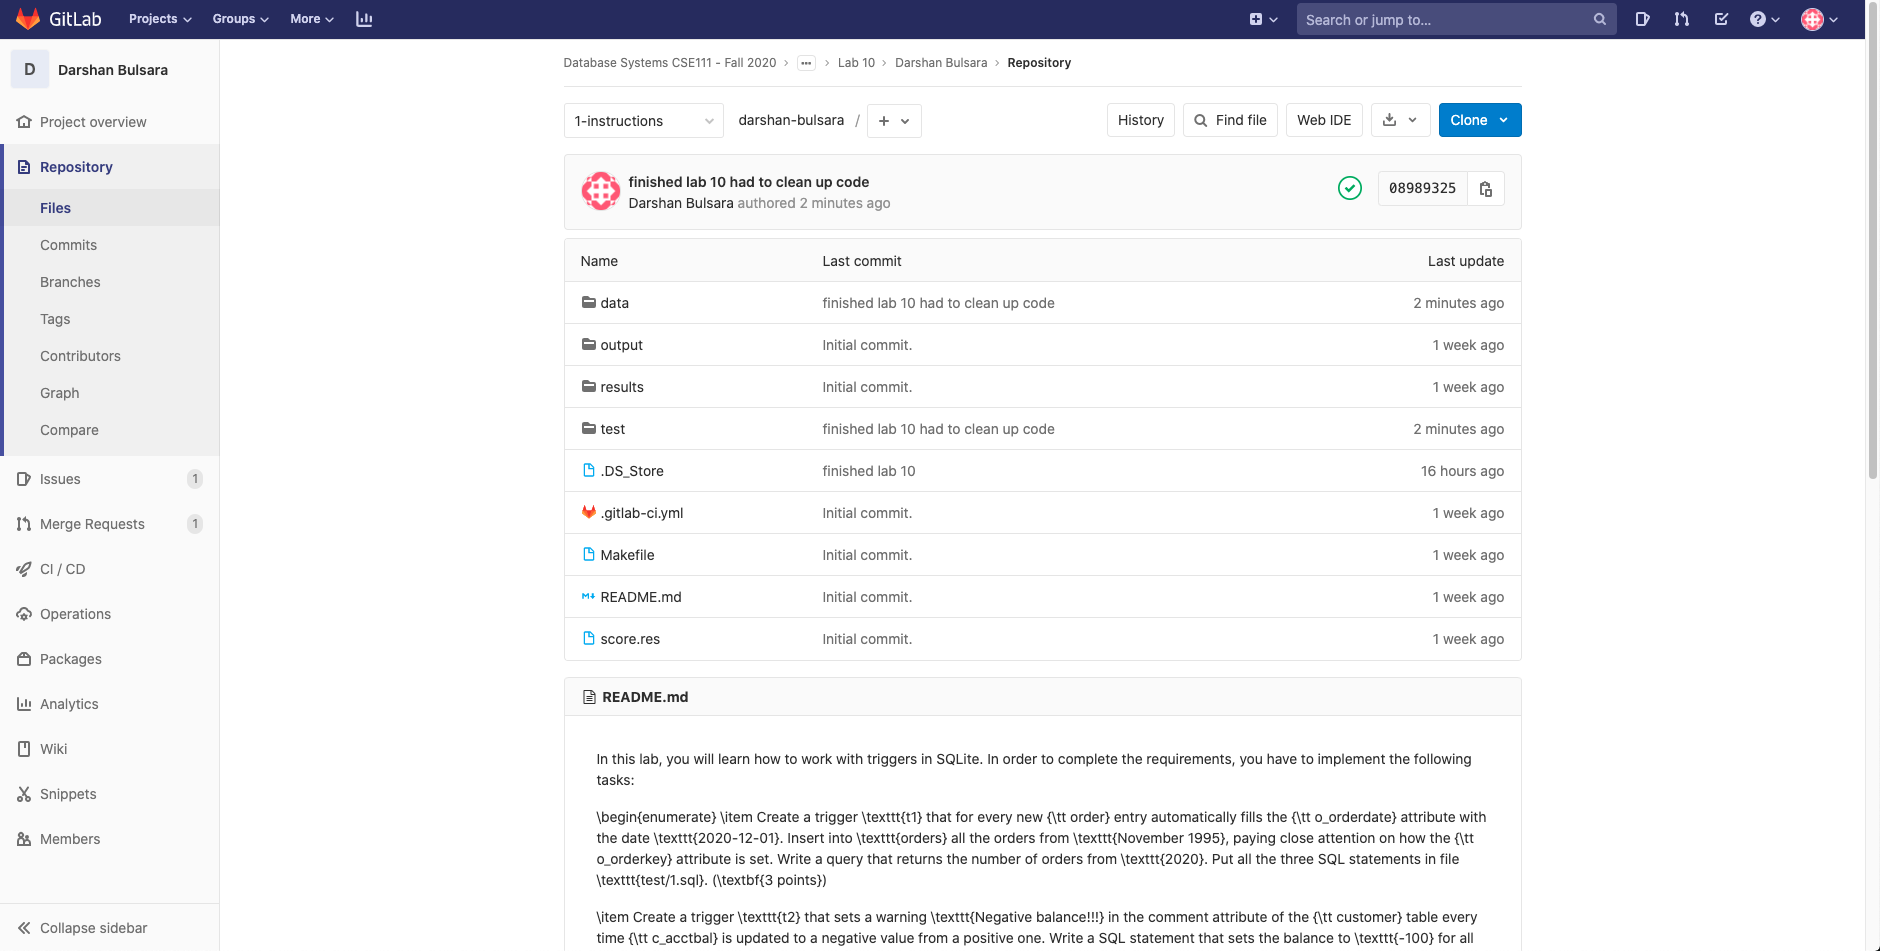 GitLab Projects Groups More Search or jump to...
D Darshan Bulsara
Project overview
Repository
Files
Commits
Branches
Tags
Contributors
Graph
Compare
Issues 1
Merge Requests 1
CI / CD
Operations
Packages
Analytics
Wiki
Snippets
Members
Collapse sidebar
Database Systems CSE111 - Fall 2020 › ... › Lab 10 › Darshan Bulsara › Repository
1-instructions darshan-bulsara / + History Find file Web IDE Clone
finished lab 10 had to clean up code
Darshan Bulsara authored 2 minutes ago
08989325
Name Last commit Last update
data finished lab 10 had to clean up code 2 minutes ago
output Initial commit. 1 week ago
results Initial commit. 1 week ago
test finished lab 10 had to clean up code 2 minutes ago
.DS_Store finished lab 10 16 hours ago
.gitlab-ci.yml Initial commit. 1 week ago
Makefile Initial commit. 1 week ago
README.md Initial commit. 1 week ago
score.res Initial commit. 1 week ago
README.md
In this lab, you will learn how to work with triggers in SQLite. In order to complete the requirements, you have to implement the following
tasks:
\begin{enumerate} \item Create a trigger \texttt{t1} that for every new {\tt order} entry automatically fills the {\tt o_orderdate} attribute with
the date \texttt{2020-12-01}. Insert into \texttt{orders} all the orders from \texttt{November 1995}, paying close attention on how the {\tt
o_orderkey} attribute is set. Write a query that returns the number of orders from \texttt{2020}. Put all the three SQL statements in file
\texttt{test/1.sql}. (\textbf{3 points})
\item Create a trigger \texttt{t2} that sets a warning \texttt{Negative balance!!!} in the comment attribute of the {\tt customer} table every
time {\tt c_acctbal} is updated to a negative value from a positive one. Write a SQL statement that sets the balance to \texttt{-100} for all